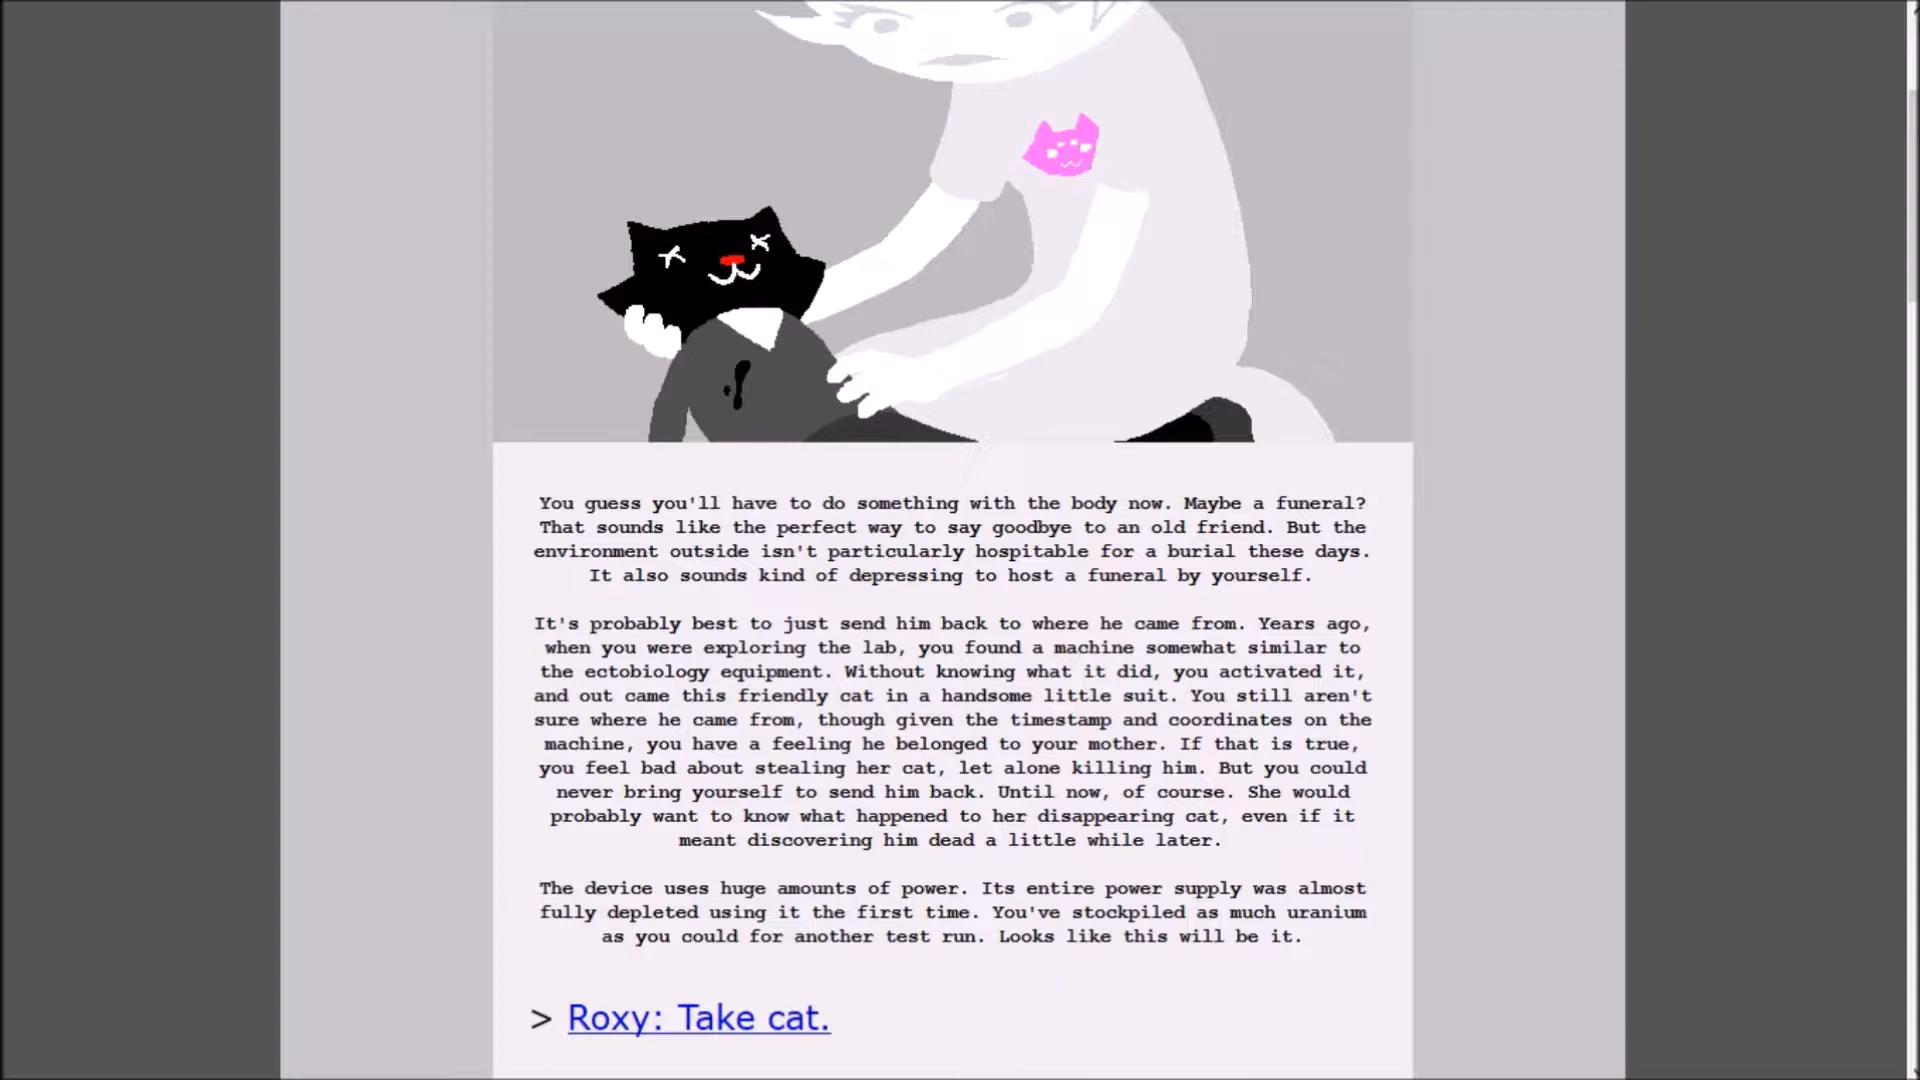 You guess you'll have to do something with the body now. Maybe a funeral?
That sounds like the perfect way to say goodbye to an old friend. But the
environment outside isn't particularly hospitable for a burial these days.
It also sounds kind of depressing to host a funeral by yourself.
It's probably best to just send him back to where he came from. Years ago,
when you were exploring the lab, you found a machine somewhat similar to
the ectobiology equipment. Without knowing what it did, you activated it,
and out came this friendly cat in a handsome little suit. You still aren't
sure where he came from, though given the timestamp and coordinates on the
machine, you have a feeling he belonged to your mother. If that is true,
you feel bad about stealing her cat, let alone killing him. But you could
never bring yourself to send him back. Until now, of course. She would
probably want to know what happened to her disappearing cat, even if it
meant discovering him dead a little while later.
The device uses huge amounts of power. Its entire power supply was almost
fully depleted using it the first time. You've stockpiled as much uranium
as you could for another test run. Looks like this will be it.
> Roxy: Take cat.